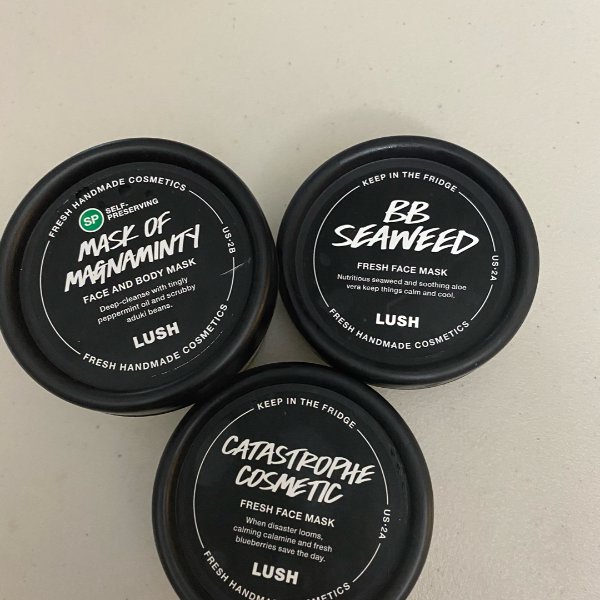 FRESH HANDMADE COSMETICS
SP SELF-
PRESERVING
MASK OF
MAGNAMINTY
FACE AND BODY MASK
Deep-cleanse with tingly
peppermint oil and scrubby
aduki beans.
LUSH
US-2B
FRESH HANDMADE COSMETICS
KEEP IN THE FRIDGE
BB
SEAWEED
FRESH FACE MASK
Nutritious seaweed and soothing aloe
vera keep things calm and cool.
LUSH
US-2A
FRESH HANDMADE COSMETICS
KEEP IN THE FRIDGE
CATASTROPHE
COSMETIC
FRESH FACE MASK
When disaster looms,
calming calamine and fresh
blueberries save the day.
LUSH
US-2A
FRESH HANDMADE COSMETICS